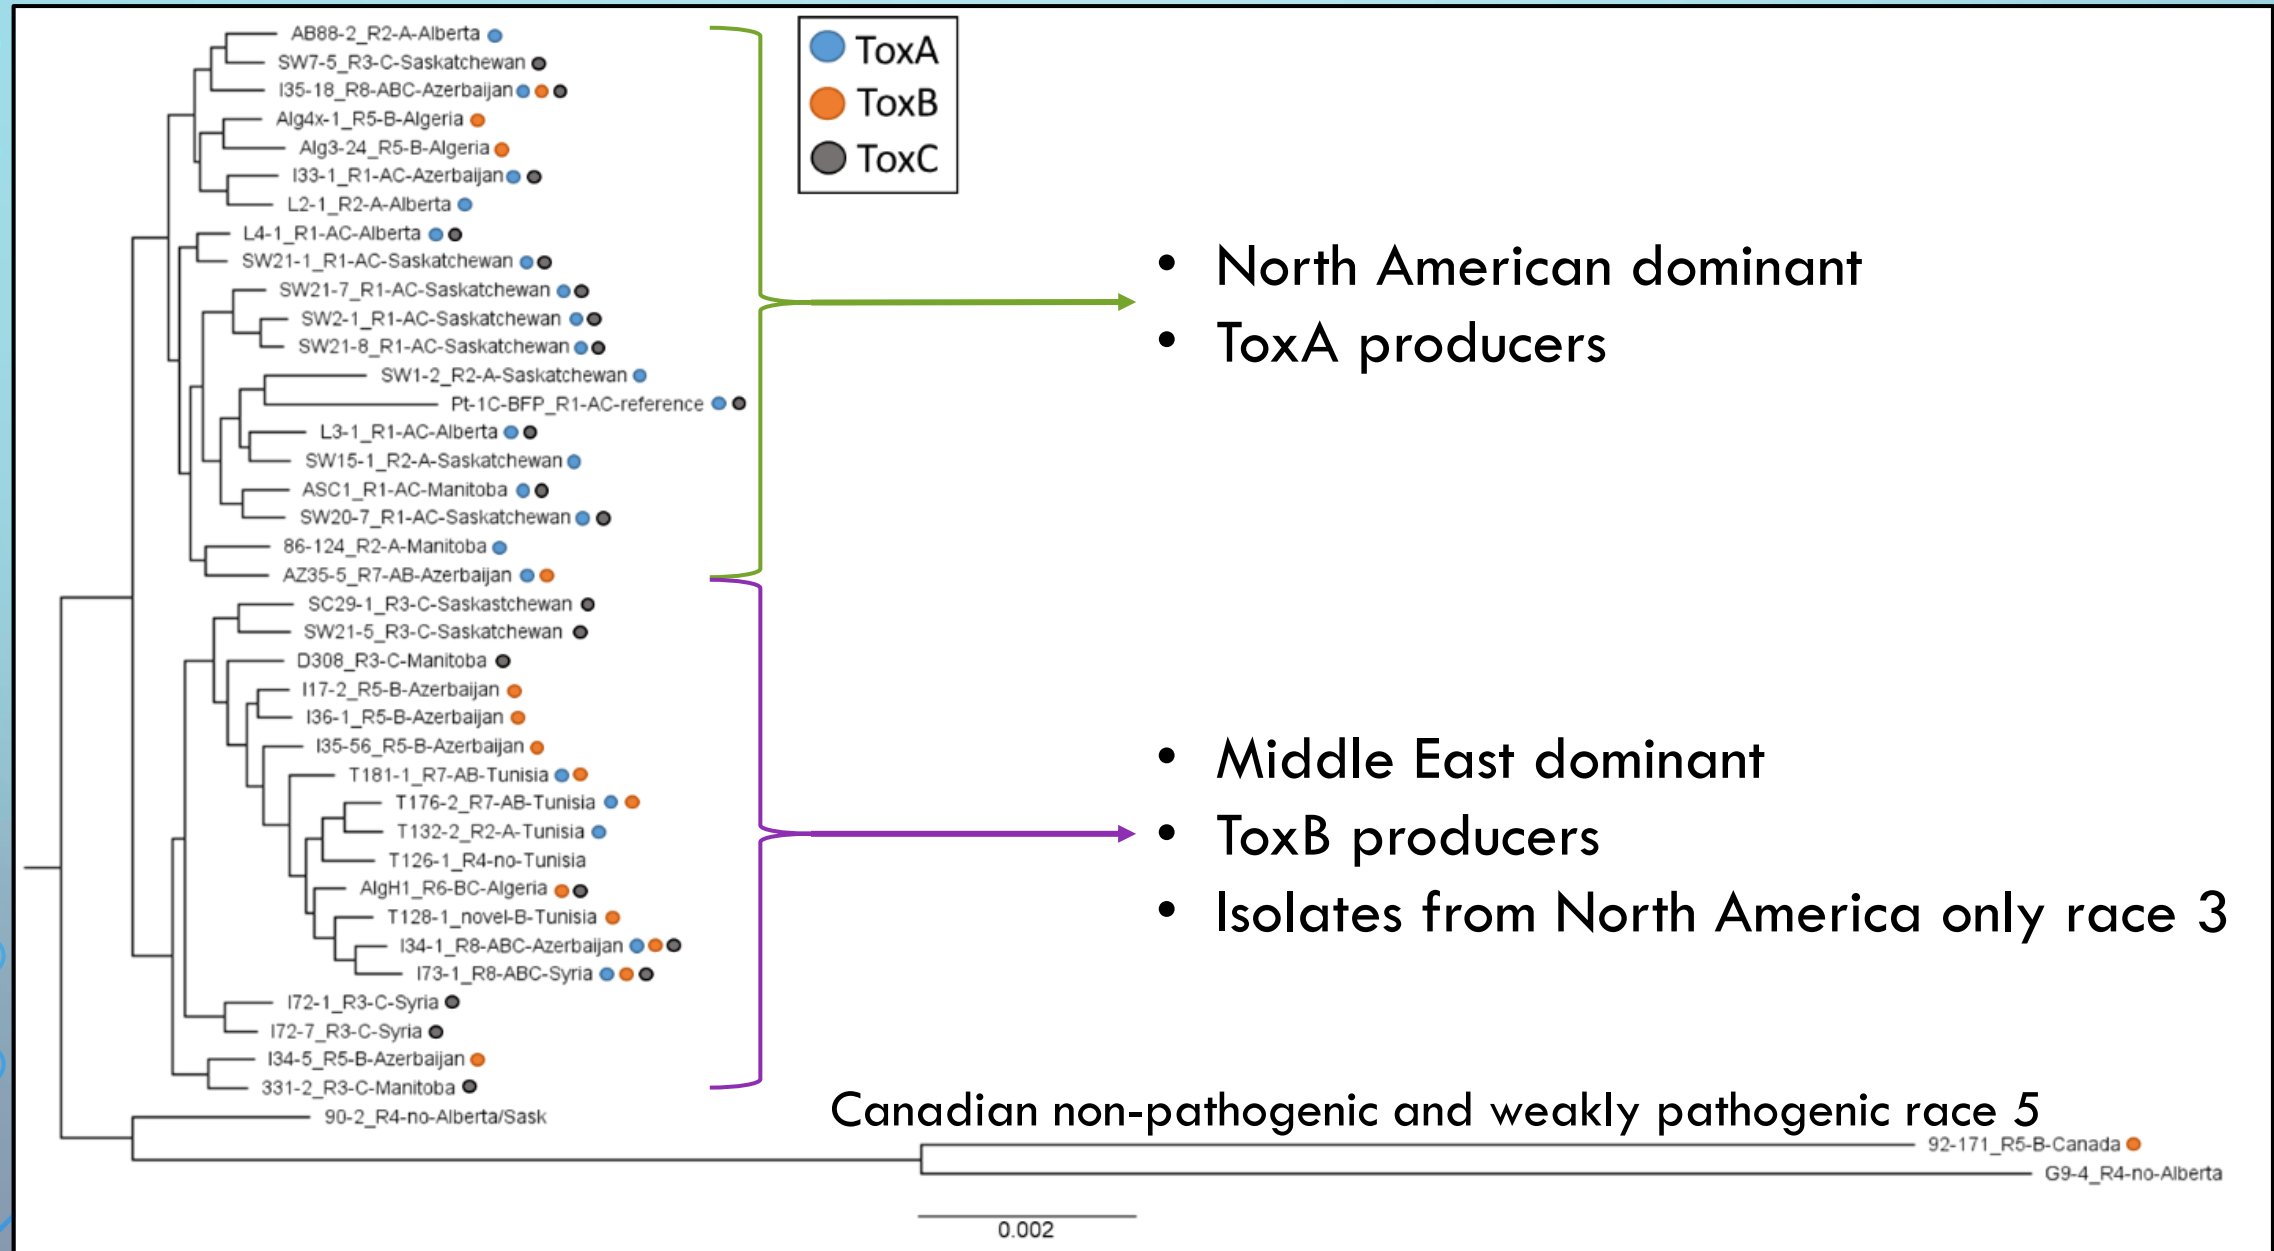 AB88-2_R2-A-Alberta
SW7-5_R3-C-Saskatchewan
I35-18_R8-ABC-Azerbaijan
Alg4x-1_R5-B-Algeria
Alg3-24_R5-B-Algeria
I33-1_R1-AC-Azerbaijan
L2-1_R2-A-Alberta
L4-1_R1-AC-Alberta
SW21-1_R1-AC-Saskatchewan
SW21-7_R1-AC-Saskatchewan
SW2-1_R1-AC-Saskatchewan
SW21-8_R1-AC-Saskatchewan
SW1-2_R2-A-Saskatchewan
Pt-1C-BFP_R1-AC-reference
L3-1_R1-AC-Alberta
SW15-1_R2-A-Saskatchewan
ASC1_R1-AC-Manitoba
SW20-7_R1-AC-Saskatchewan
86-124_R2-A-Manitoba
AZ35-5_R7-AB-Azerbaijan
SC29-1_R3-C-Saskastchewan
SW21-5_R3-C-Saskatchewan
D308_R3-C-Manitoba
I17-2_R5-B-Azerbaijan
I36-1_R5-B-Azerbaijan
I35-56_R5-B-Azerbaijan
T181-1_R7-AB-Tunisia
T176-2_R7-AB-Tunisia
T132-2_R2-A-Tunisia
T126-1_R4-no-Tunisia
AlgH1_R6-BC-Algeria
T128-1_novel-B-Tunisia
I34-1_R8-ABC-Azerbaijan
I73-1_R8-ABC-Syria
I72-1_R3-C-Syria
I72-7_R3-C-Syria
I34-5_R5-B-Azerbaijan
331-2_R3-C-Manitoba
90-2_R4-no-Alberta/Sask
92-171_R5-B-Canada
G9-4_R4-no-Alberta
0.002
ToxA
ToxB
ToxC
• North American dominant
• ToxA producers
• Middle East dominant
• ToxB producers
• Isolates from North America only race 3
Canadian non-pathogenic and weakly pathogenic race 5